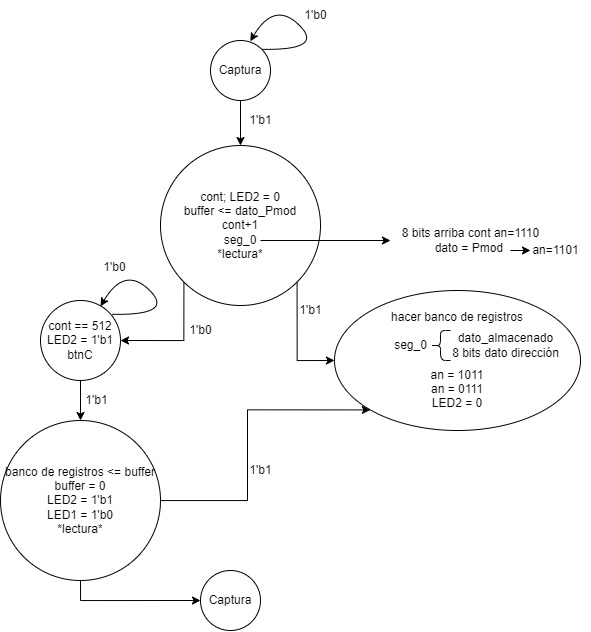 1'b0
Captura
1'b1
cont; LED2 = 0
buffer <= dato_Pmod
cont+1
seg_0
*lectura*
8 bits arriba cont an=1110
dato = Pmod
an=1101
1'b0
1'b1
1'b0
cont == 512
LED2 = 1'b1
btnC
hacer banco de registros
seg_0
dato_almacenado
8 bits dato dirección
an = 1011
an = 0111
LED2 = 0
1'b1
banco de registros <= buffer
buffer = 0
LED2 = 1'b1
LED1 = 1'b0
*lectura*
1'b1
Captura